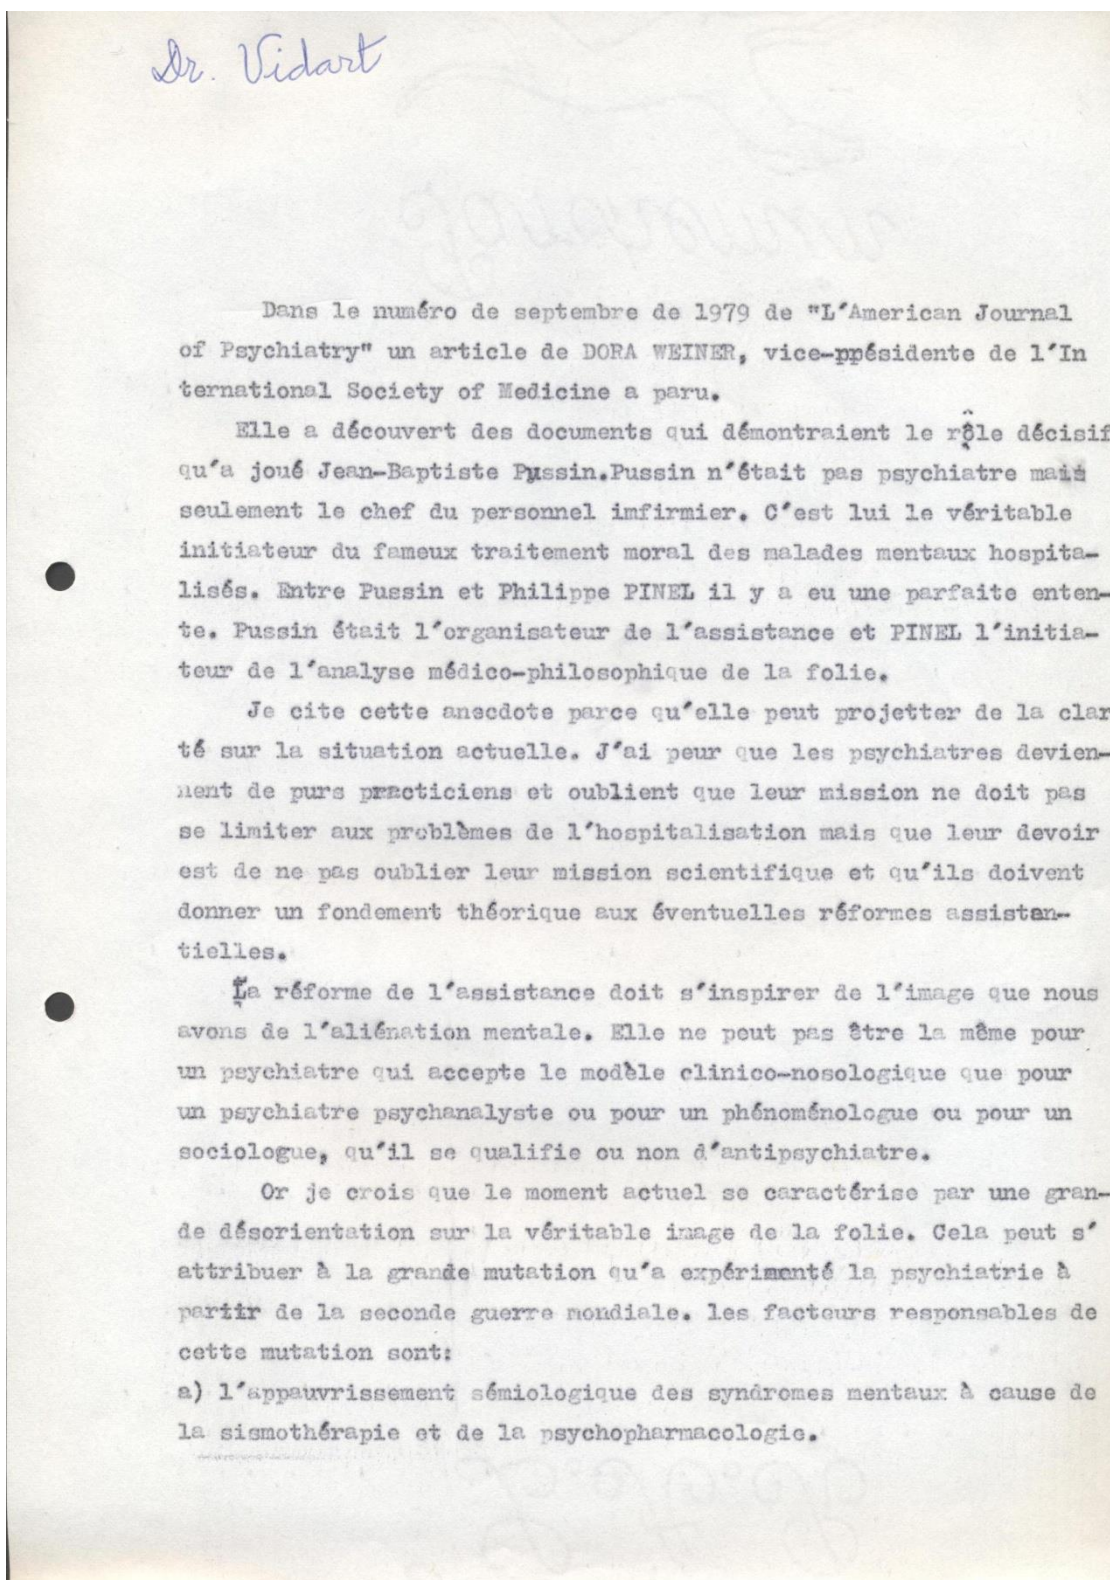 Dr. Vidart
Dans le numéro de septembre de 1979 de "L'American Journal
of Psychiatry" un article de DORA WEINER, vice-ppésidente de l'In
ternational Society of Medicine a paru.
Elle a découvert des documents qui démontraient le rôle décisif
qu'a joué Jean-Baptiste Pussin.Pussin n'était pas psychiatre mais
seulement le chef du personnel imfirmier. C'est lui le véritable
initiateur du fameux traitement moral des malades mentaux hospita-
lisés. Entre Pussin et Philippe PINEL il y a eu une parfaite enten-
te. Pussin était l'organisateur de l'assistance et PINEL l'initia-
teur de l'analyse médico-philosophique de la folie.
Je cite cette anecdote parce qu'elle peut projetter de la clar
té sur la situation actuelle. J'ai peur que les psychiatres devien-
nent de purs practiciens et oublient que leur mission ne doit pas
se limiter aux problèmes de l'hospitalisation mais que leur devoir
est de ne pas oublier leur mission scientifique et qu'ils doivent
donner un fondement théorique aux éventuelles réformes assisten-
tielles.
La réforme de l'assistance doit s'inspirer de l'image que nous
avons de l'aliénation mentale. Elle ne peut pas être la même pour
un psychiatre qui accepte le modèle clinico-nosologique que pour
un psychiatre psychanalyste ou pour un phénoménologue ou pour un
sociologue, qu'il se qualifie ou non d'antipsychiatre.
Or je crois que le moment actuel se caractérise par une gran-
de désorientation sur la véritable image de la folie. Cela peut s'
attribuer à la grande mutation qu'a expérimenté la psychiatrie à
partir de la seconde guerre mondiale. les facteurs responsables de
cette mutation sont:
a) l'appauvrissement sémiologique des syndromes mentaux à cause de
la sismothérapie et de la psychopharmacologie.